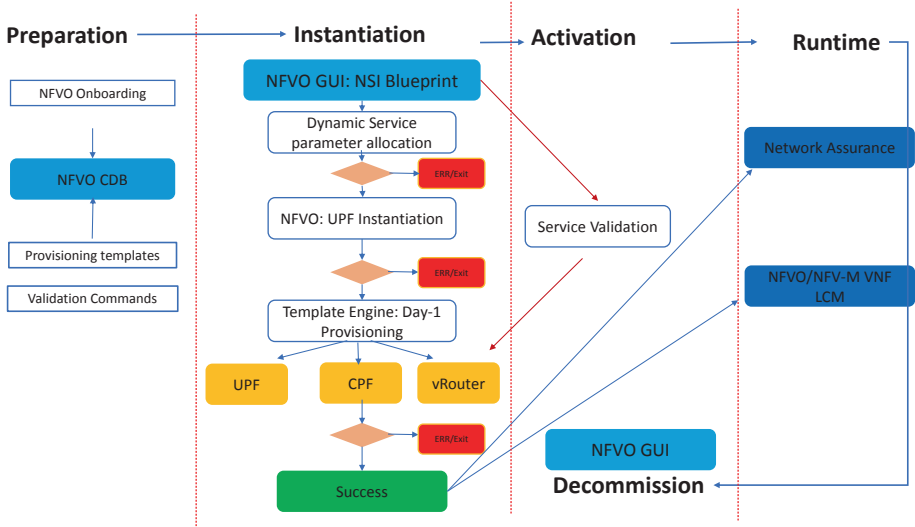 Preparation
Instantiation
Activation
Runtime
NFVO Onboarding
NFVO CDB
Provisioning templates
Validation Commands
NFVO GUI: NSI Blueprint
Dynamic Service
parameter allocation
ERR/Exit
NFVO: UPF Instantiation
ERR/Exit
Template Engine: Day-1
Provisioning
UPF
CPF
vRouter
ERR/Exit
Success
Service Validation
NFVO GUI
Decommission
Network Assurance
NFVO/NFV-M VNF
LCM